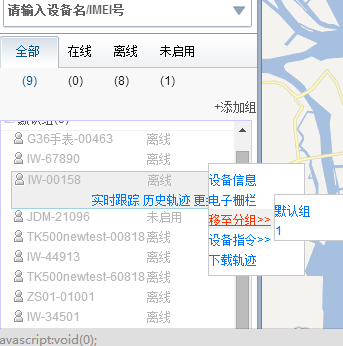 请输入设备名/IMEI号
全部 在线 离线 未启用
(9) (0) (8) (1)
+添加组
默认组(9)
G36手表-00463 离线
IW-67890 离线
IW-00158 离线
实时跟踪 历史轨迹 更
JDM-21096 未启用
TK500newtest-00818 离线
IW-44913 离线
TK500newtest-60818 离线
ZS01-01001 离线
IW-34501 离线
设备信息
电子栅栏
移至分组>>
设备指令>>
下载轨迹
默认组
1
avascript:void(0);